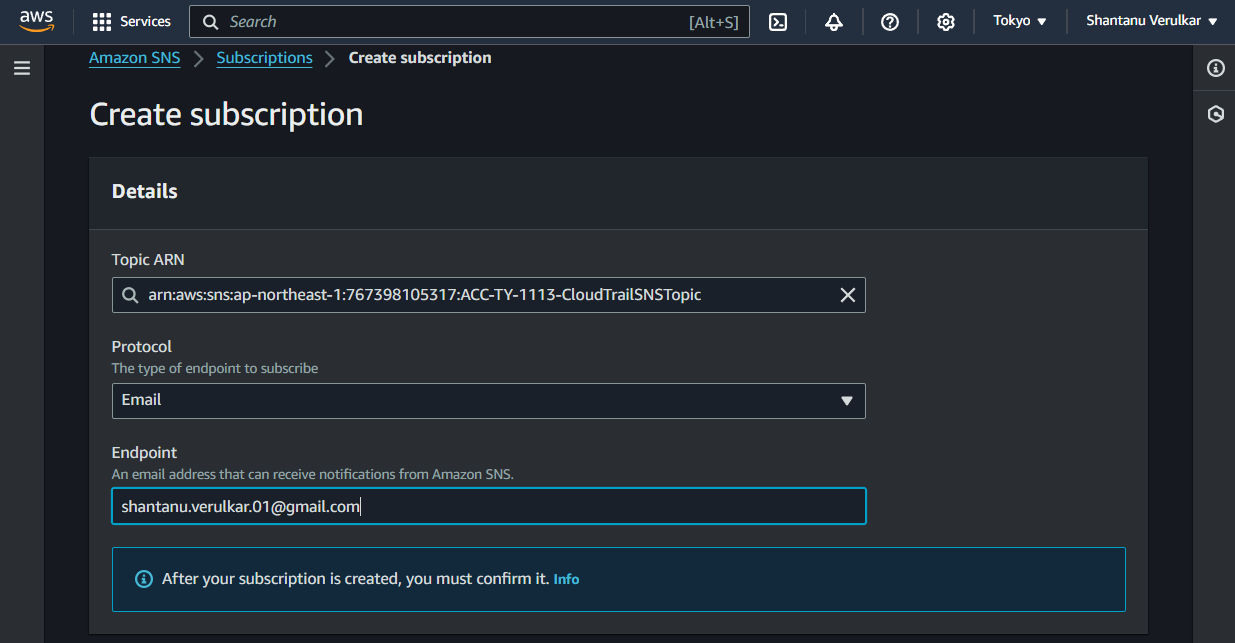 aws Services Search [Alt+S] Tokyo Shantanu Verulkar
Amazon SNS Subscriptions Create subscription
Create subscription
Details
Topic ARN
arn:aws:sns:ap-northeast-1:767398105317:ACC-TY-1113-CloudTrailSNSTopic
Protocol
The type of endpoint to subscribe
Email
Endpoint
An email address that can receive notifications from Amazon SNS.
shantanu.verulkar.01@gmail.com
After your subscription is created, you must confirm it. Info